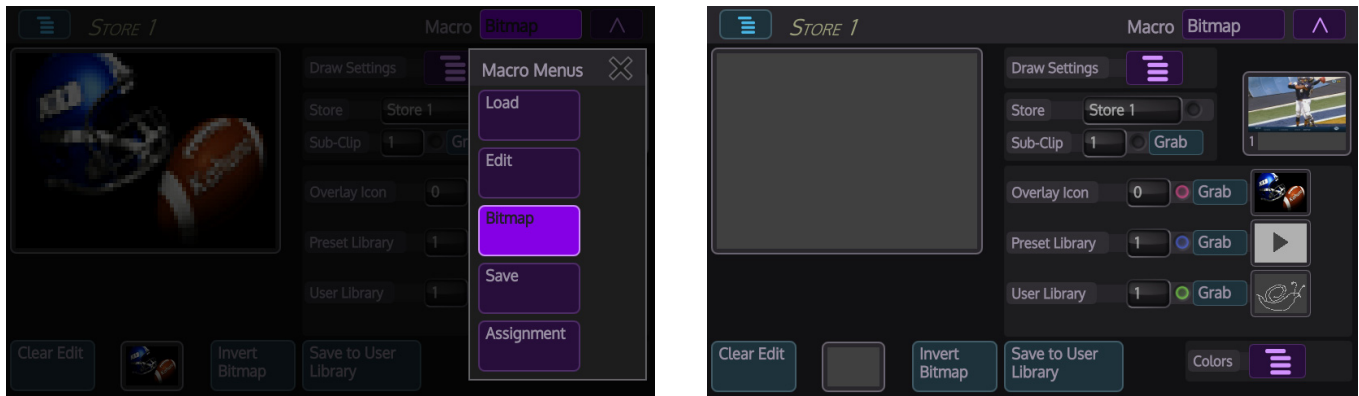 STORE 1
Macro Bitmap
Draw Settings
Store Store 1
Sub-Clip 1 Gr
Overlay Icon 0
Preset Library 1
User Library 1
Clear Edit
Invert
Bitmap
Save to User
Library
Macro Menus
Load
Edit
Bitmap
Save
Assignment
STORE 1
Macro Bitmap
Draw Settings
Store Store 1
Sub-Clip 1 Grab
1
Overlay Icon 0 Grab
Preset Library 1 Grab
User Library 1 Grab
Clear Edit
Invert
Bitmap
Save to User
Library
Colors